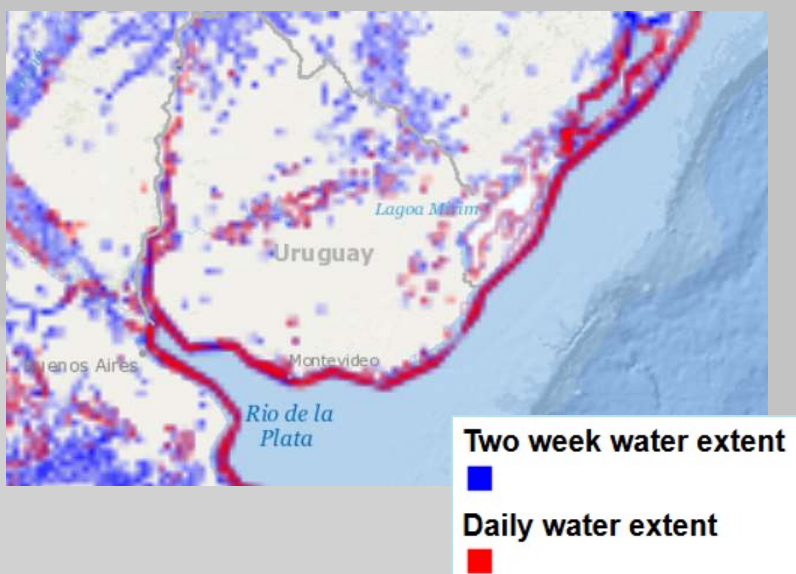 Lagoa Mirim
Uruguay
Buenos Aires
Montevideo
Rio de la
Plata
Two week water extent
Daily water extent